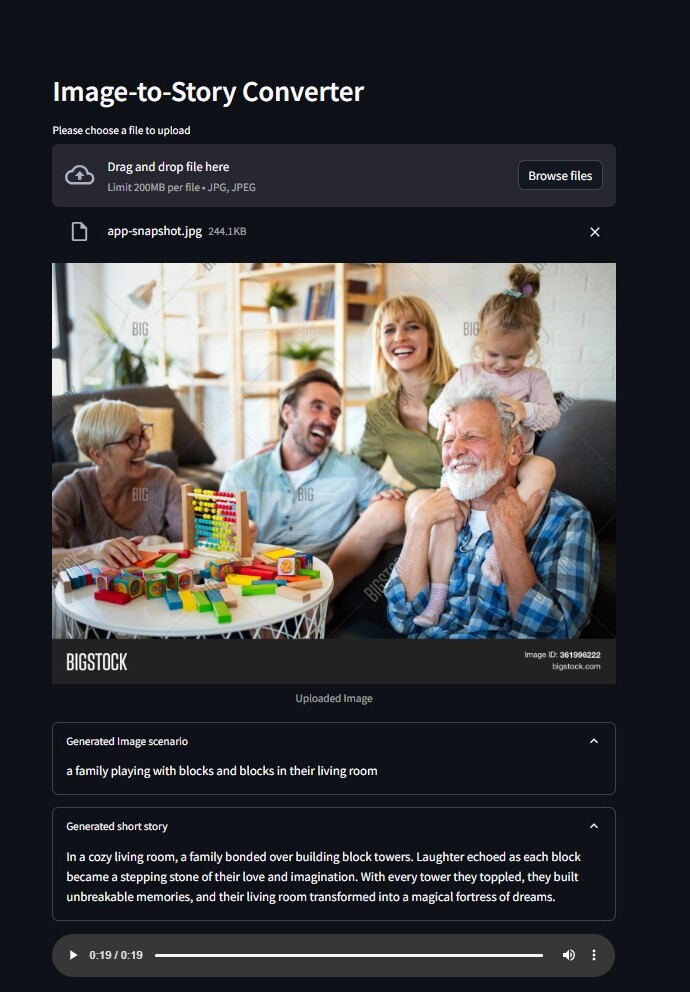 Image-to-Story Converter
Please choose a file to upload
Drag and drop file here
Limit 200MB per file • JPG, JPEG
Browse files
app-snapshot.jpg 244.1KB
BIG
BIG
BIG
BIG
BIG
BIGSTOCK
BIGSTOCK
Image ID: 361996222
bigstock.com
Uploaded Image
Generated Image scenario
a family playing with blocks and blocks in their living room
Generated short story
In a cozy living room, a family bonded over building block towers. Laughter echoed as each block
became a stepping stone of their love and imagination. With every tower they toppled, they built
unbreakable memories, and their living room transformed into a magical fortress of dreams.
0:19 / 0:19